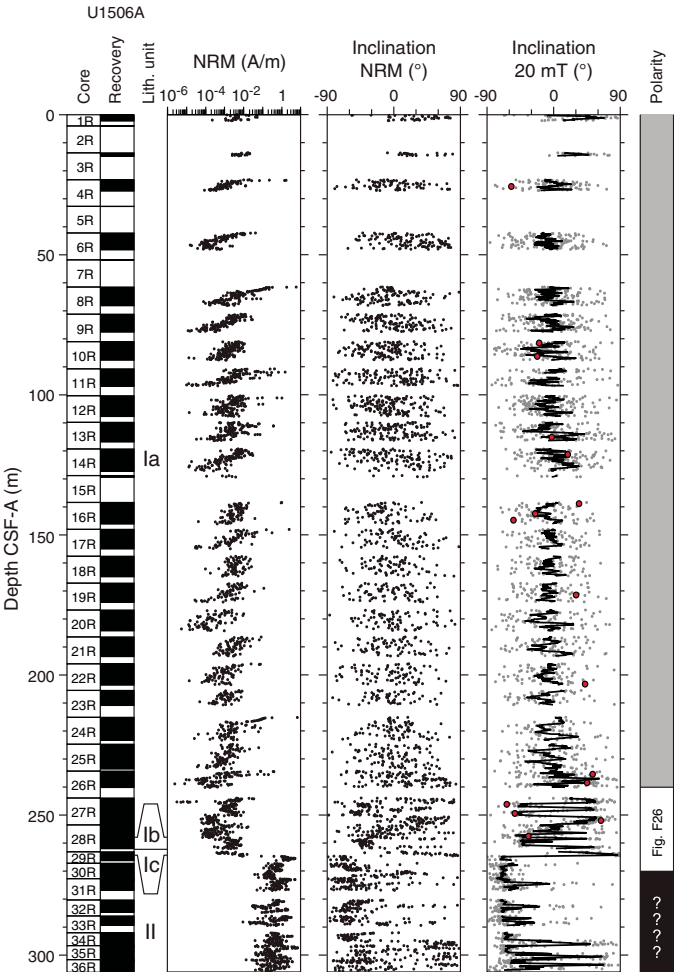 U1506A
Core
Recovery
Lith. unit
NRM (A/m)
10-6 10-4 10-2 1
Inclination
NRM (°)
-90 0 90
Inclination
20 mT (°)
-90 0 90
Polarity
Depth CSF-A (m)
0
50
100
150
200
250
300
1R
2R
3R
4R
5R
6R
7R
8R
9R
10R
11R
12R
13R
14R
15R
16R
17R
18R
19R
20R
21R
22R
23R
24R
25R
26R
27R
28R
29R
30R
31R
32R
33R
34R
35R
36R
Ia
Ib
Ic
II
Fig. F26
?
?
?
?